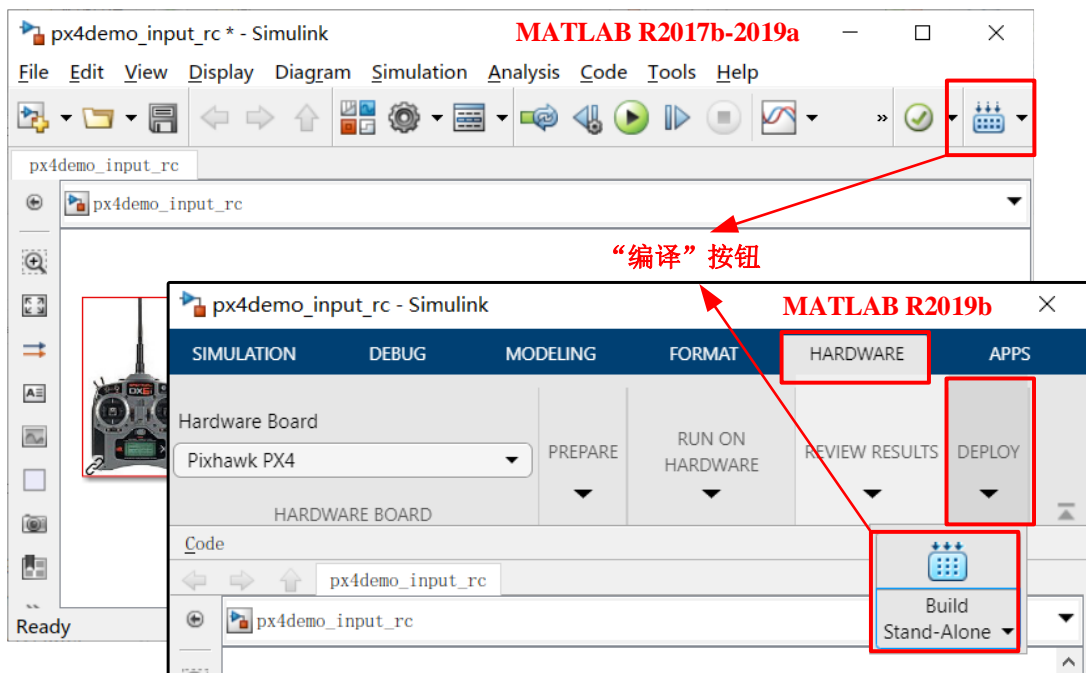 px4demo_input_rc * - Simulink
MATLAB R2017b-2019a
File Edit View Display Diagram Simulation Analysis Code Tools Help
»
px4demo_input_rc
px4demo_input_rc
“编译”按钮
px4demo_input_rc - Simulink
MATLAB R2019b
SIMULATION DEBUG MODELING FORMAT HARDWARE APPS
Hardware Board
Pixhawk PX4
PREPARE
RUN ON
HARDWARE
REVIEW RESULTS
DEPLOY
HARDWARE BOARD
Code
px4demo_input_rc
px4demo_input_rc
Build
Stand-Alone
Ready